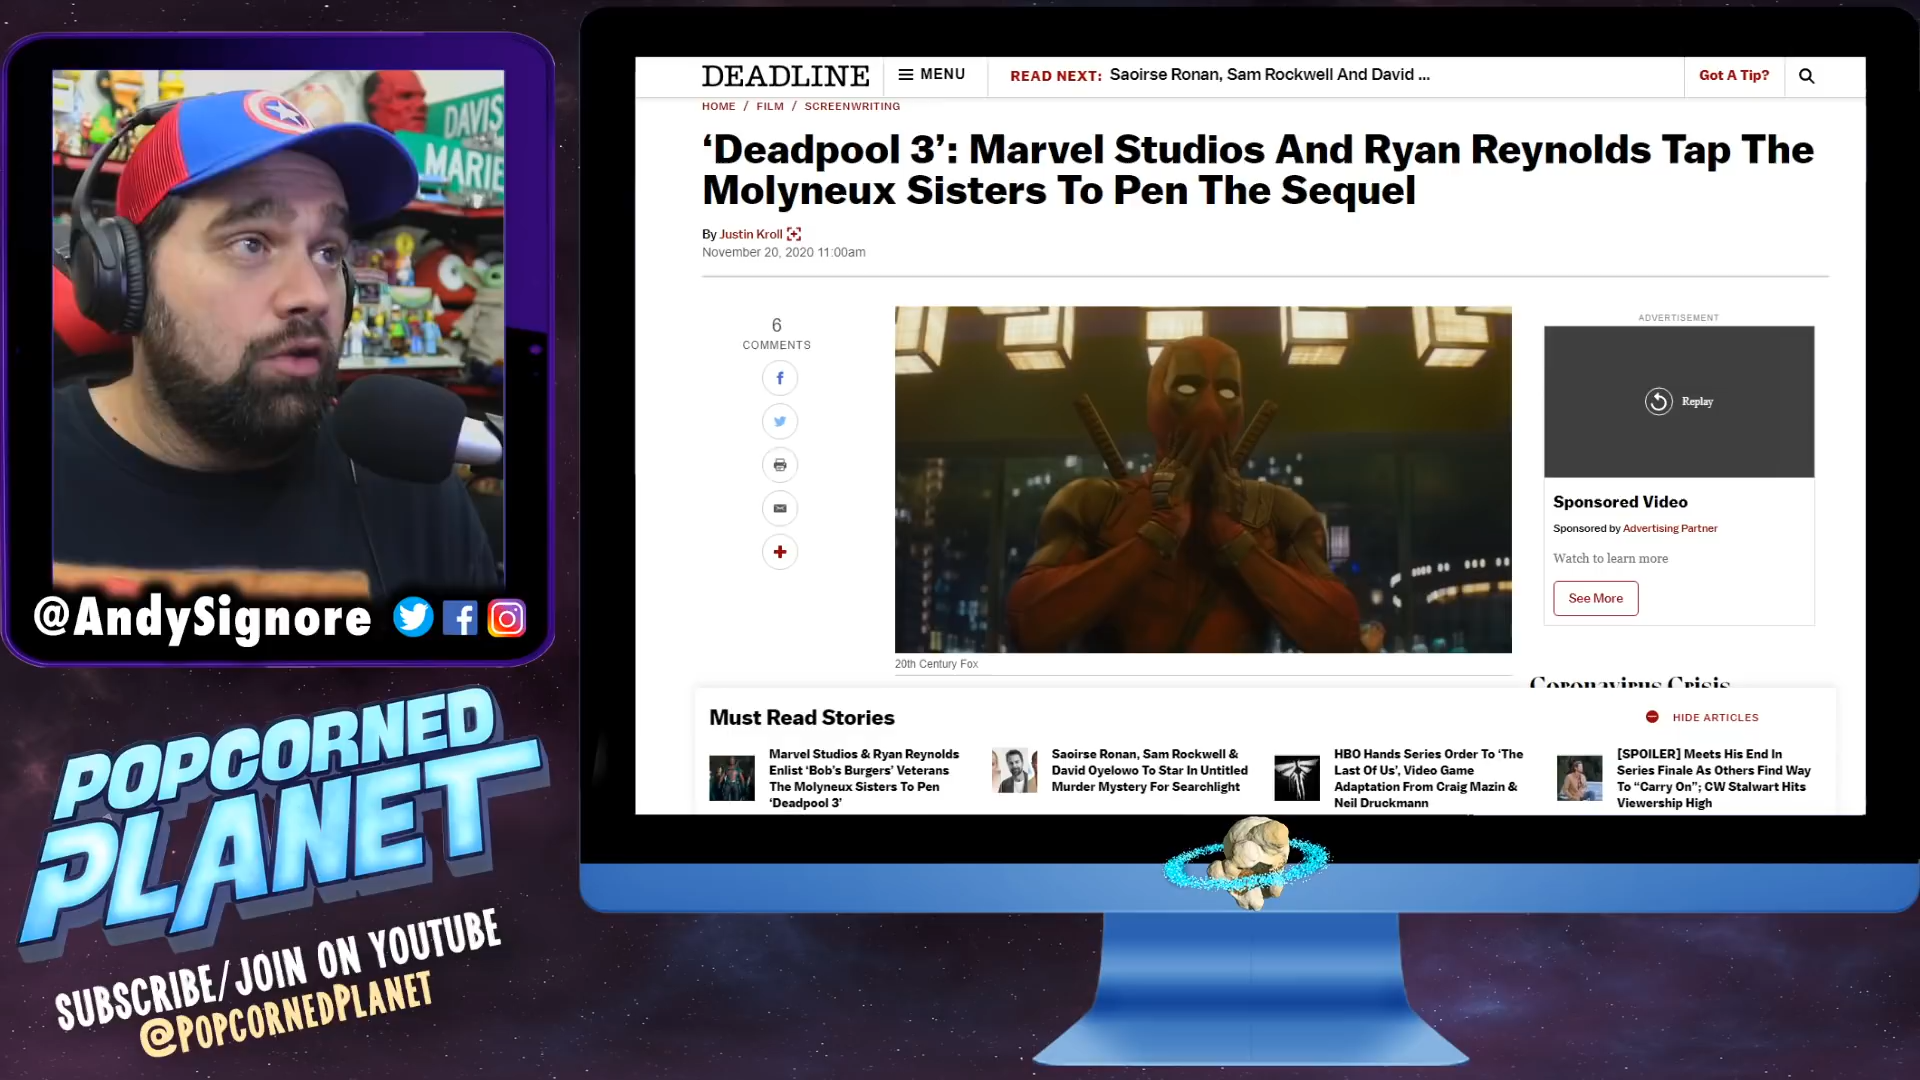 DAVIS
MARIE
@AndySignore
POPCORNED
PLANET
SUBSCRIBE/JOIN ON YOUTUBE
@POPCORNEDPLANET
DEADLINE
MENU
READ NEXT: Saoirse Ronan, Sam Rockwell And David ...
Got A Tip?
HOME / FILM / SCREENWRITING
‘Deadpool 3’: Marvel Studios And Ryan Reynolds Tap The
Molyneux Sisters To Pen The Sequel
By Justin Kroll
November 20, 2020 11:00am
6
COMMENTS
20th Century Fox
ADVERTISEMENT
Replay
Sponsored Video
Sponsored by Advertising Partner
Watch to learn more
See More
Coronavirus Crisis
Must Read Stories
HIDE ARTICLES
Marvel Studios & Ryan Reynolds
Enlist ‘Bob’s Burgers’ Veterans
The Molyneux Sisters To Pen
‘Deadpool 3’
Saoirse Ronan, Sam Rockwell &
David Oyelowo To Star In Untitled
Murder Mystery For Searchlight
HBO Hands Series Order To ‘The
Last Of Us’, Video Game
Adaptation From Craig Mazin &
Neil Druckmann
[SPOILER] Meets His End In
Series Finale As Others Find Way
To “Carry On”; CW Stalwart Hits
Viewership High